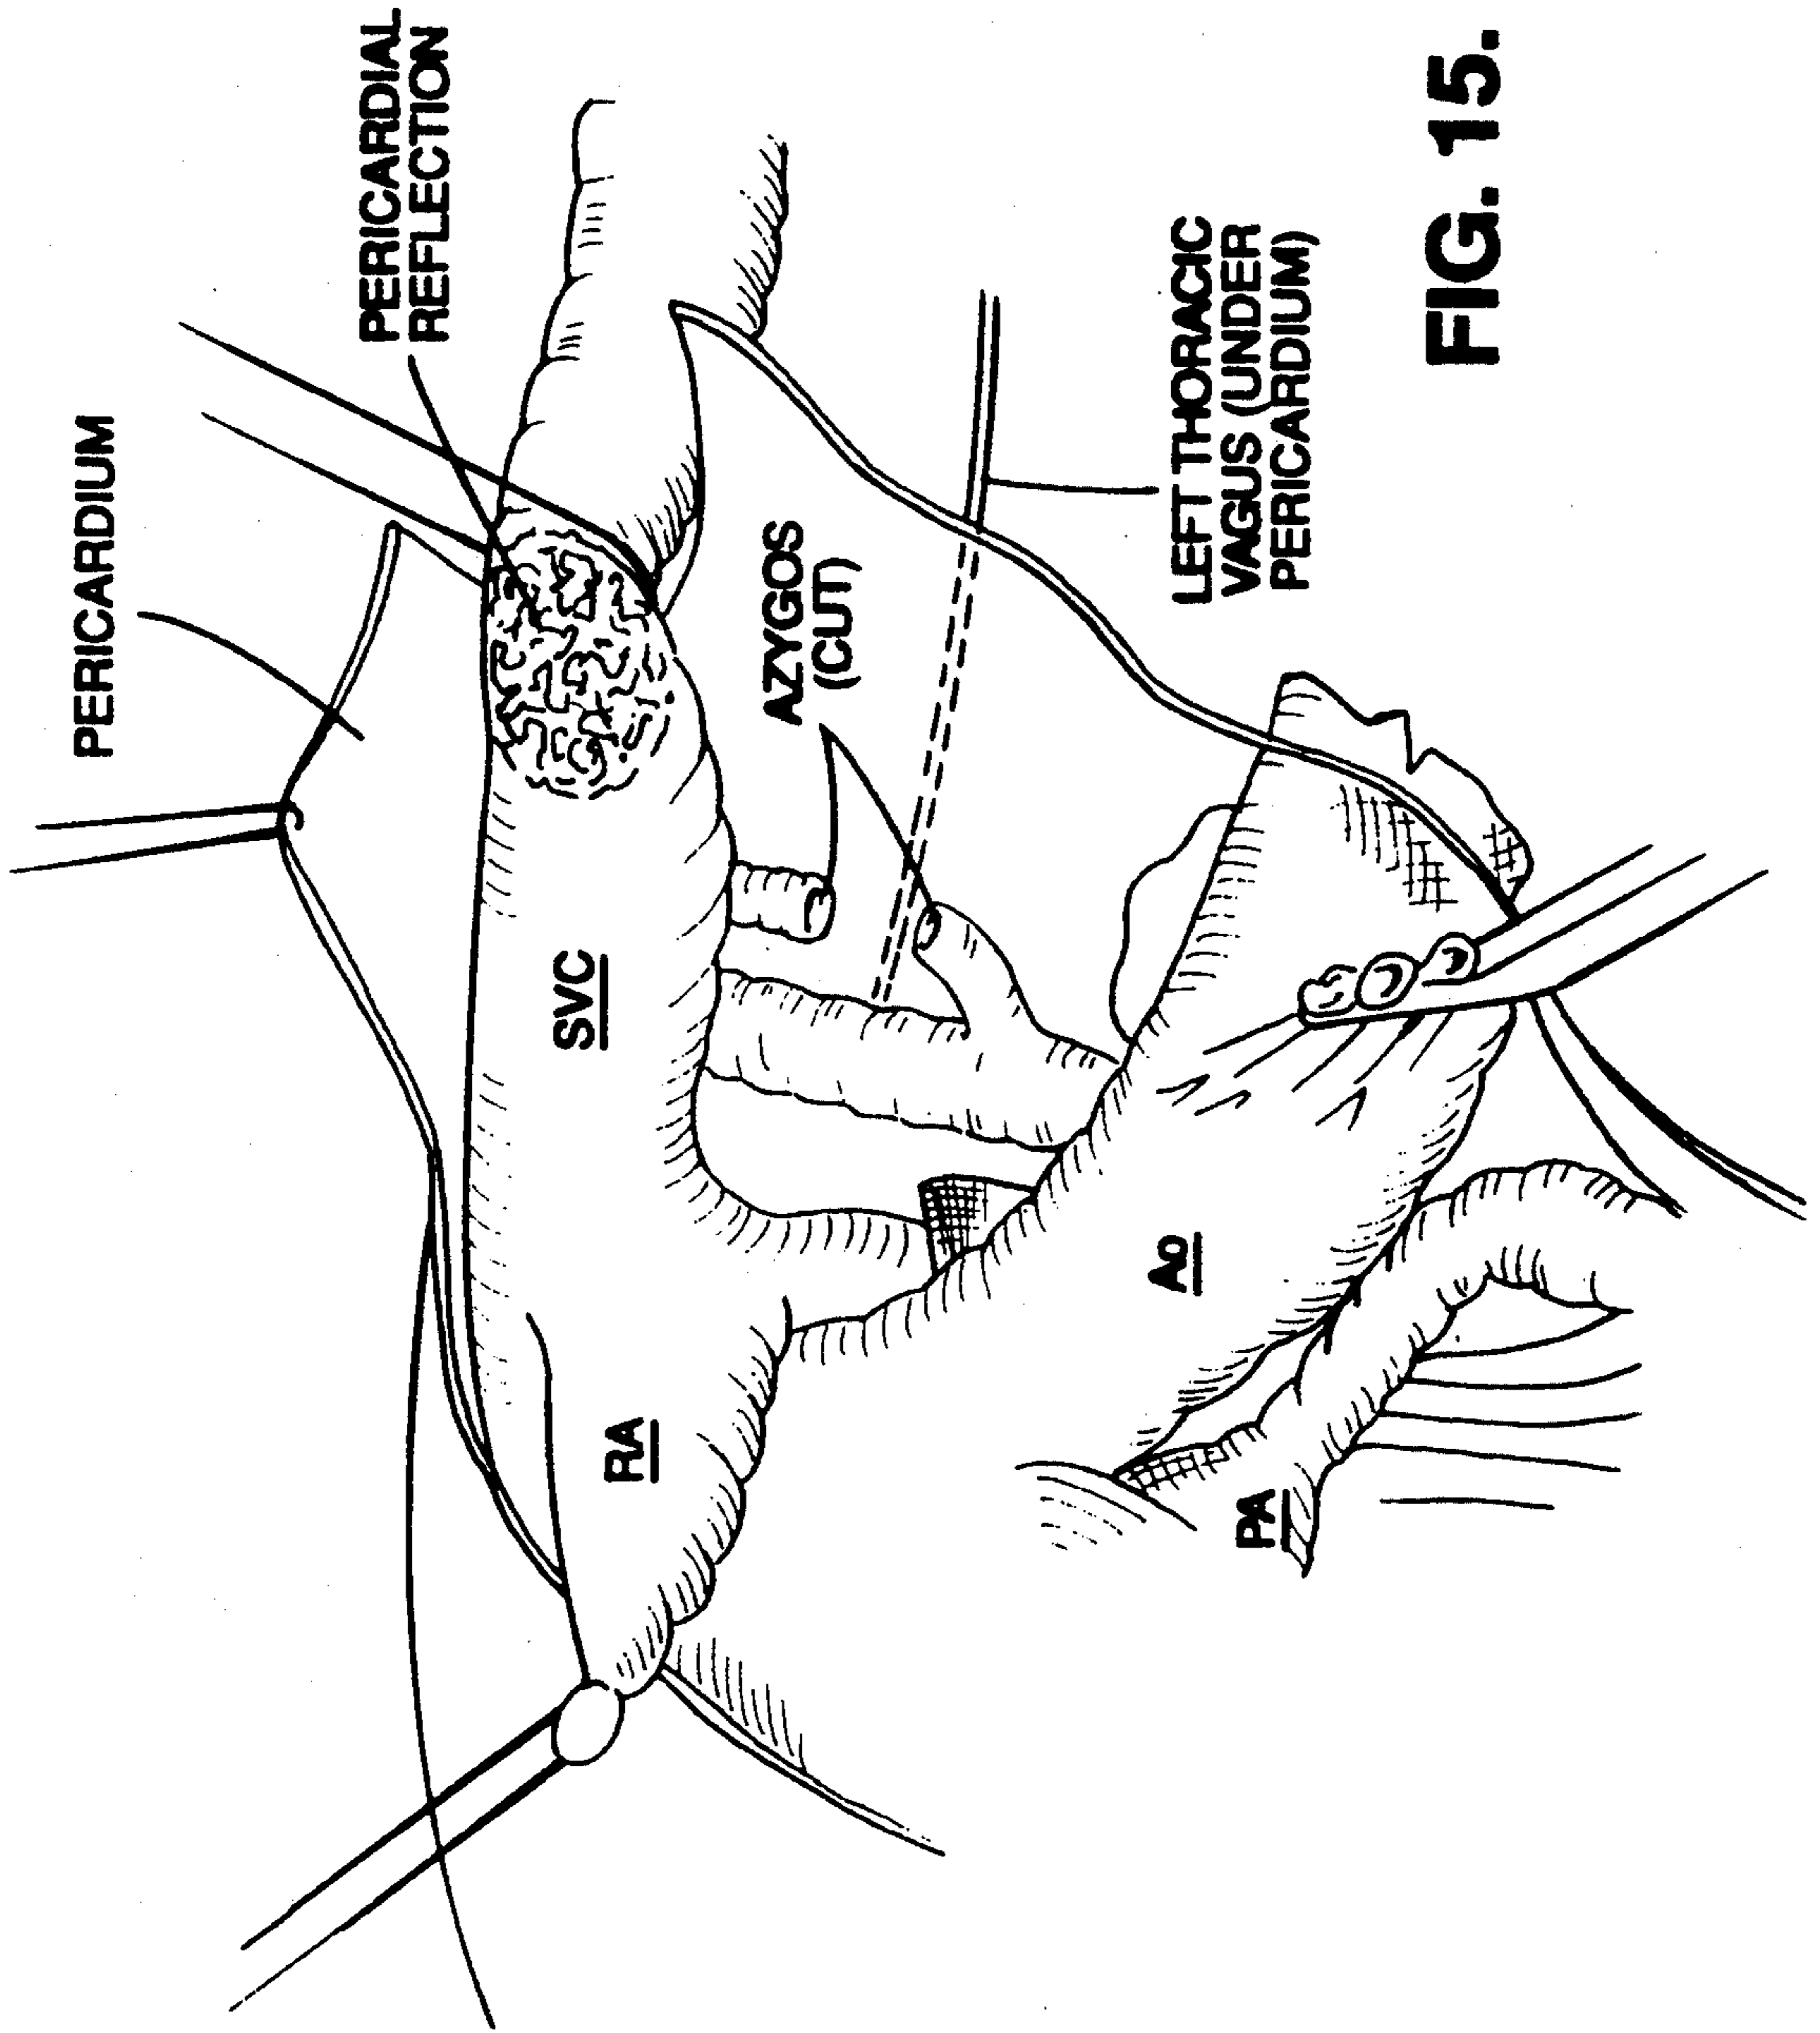 PERICARDIUM
PERICARDIAL
REFLECTION
SVC
AZYGOS
(CUT)
RA
LEFT THORACIC
VAGUS (UNDER
PERICARDIUM)
Ao
PA
FIG. 15.